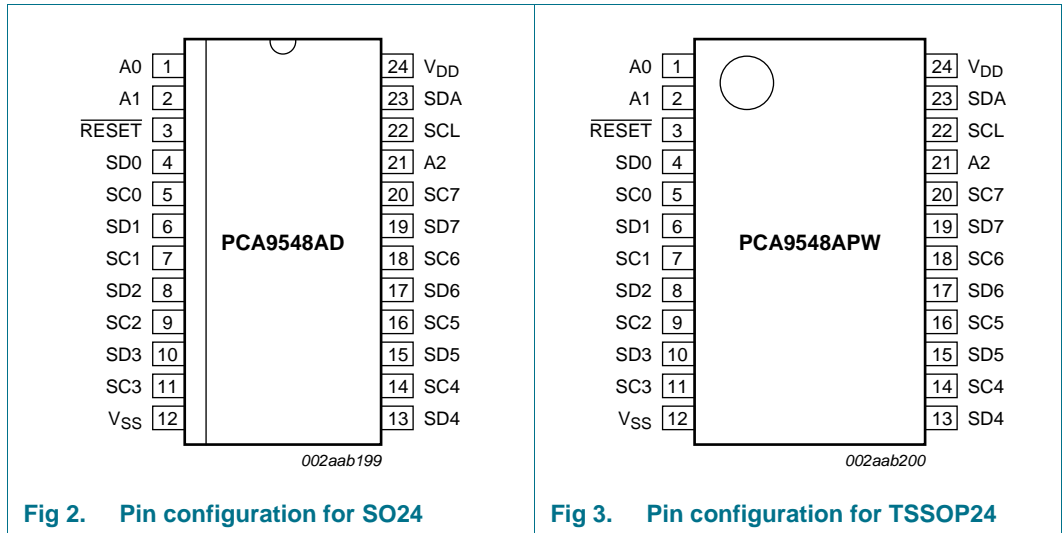 A0 1
A1 2
RESET 3
SD0 4
SC0 5
SD1 6
SC1 7
SD2 8
SC2 9
SD3 10
SC3 11
VSS 12
PCA9548AD
24 VDD
23 SDA
22 SCL
21 A2
20 SC7
19 SD7
18 SC6
17 SD6
16 SC5
15 SD5
14 SC4
13 SD4
002aab199
Fig 2. Pin configuration for SO24
A0 1
A1 2
RESET 3
SD0 4
SC0 5
SD1 6
SC1 7
SD2 8
SC2 9
SD3 10
SC3 11
VSS 12
PCA9548APW
24 VDD
23 SDA
22 SCL
21 A2
20 SC7
19 SD7
18 SC6
17 SD6
16 SC5
15 SD5
14 SC4
13 SD4
002aab200
Fig 3. Pin configuration for TSSOP24